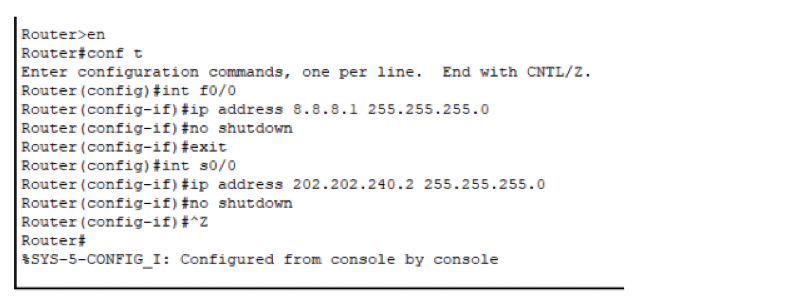 Router>en
Router#conf t
Enter configuration commands, one per line.  End with CNTL/Z.
Router(config)#int f0/0
Router(config-if)#ip address 8.8.8.1 255.255.255.0
Router(config-if)#no shutdown
Router(config-if)#exit
Router(config)#int s0/0
Router(config-if)#ip address 202.202.240.2 255.255.255.0
Router(config-if)#no shutdown
Router(config-if)#^Z
Router#
%SYS-5-CONFIG_I: Configured from console by console